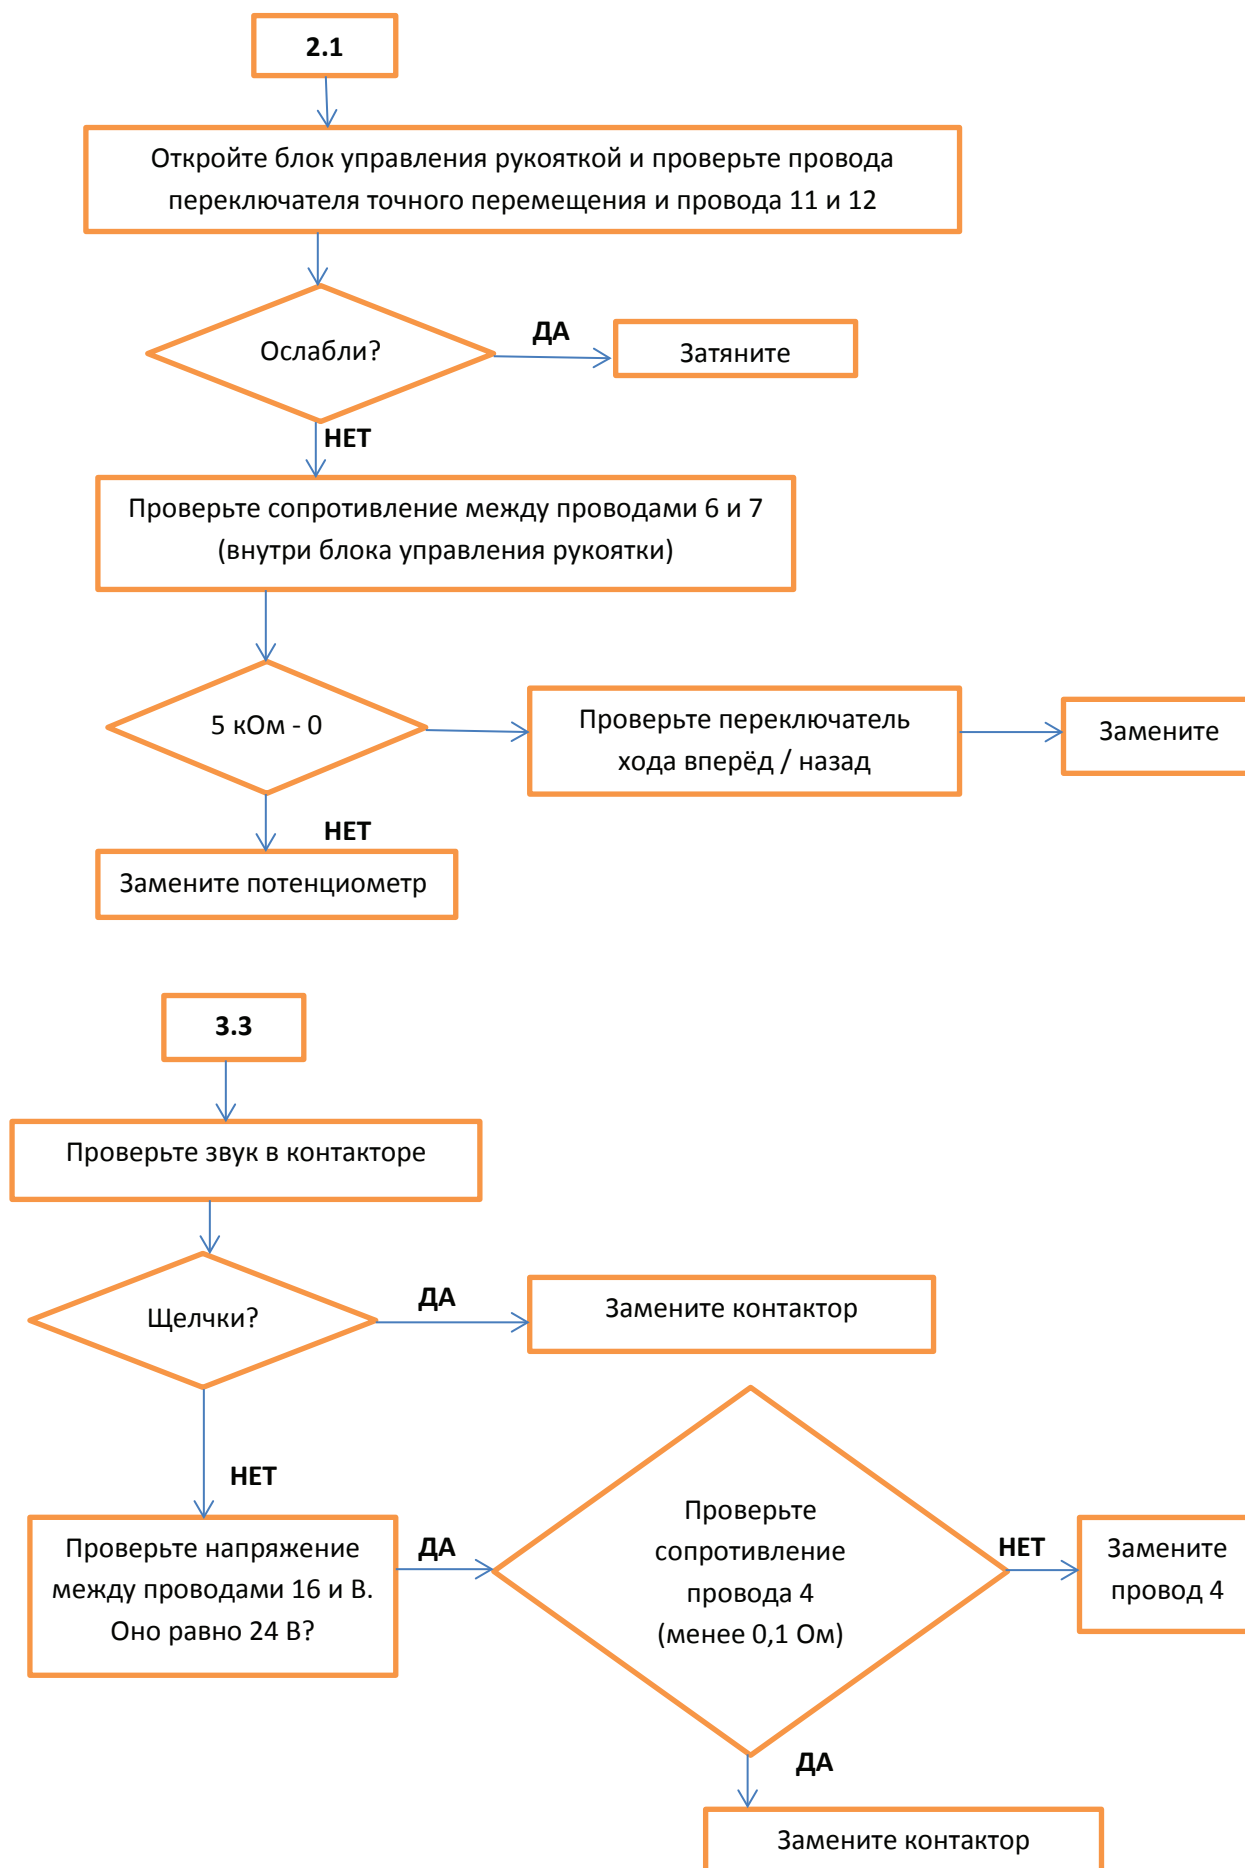 2.1
Откройте блок управления рукояткой и проверьте провода
переключателя точного перемещения и провода 11 и 12
Ослабли?
ДА
Затяните
НЕТ
Проверьте сопротивление между проводами 6 и 7
(внутри блока управления рукоятки)
5 кОм - 0
Проверьте переключатель
хода вперёд / назад
Замените
НЕТ
Замените потенциометр
3.3
Проверьте звук в контакторе
Щелчки?
ДА
Замените контактор
НЕТ
Проверьте напряжение
между проводами 16 и В.
Оно равно 24 В?
ДА
Проверьте
сопротивление
провода 4
(менее 0,1 Ом)
НЕТ
Замените
провод 4
ДА
Замените контактор